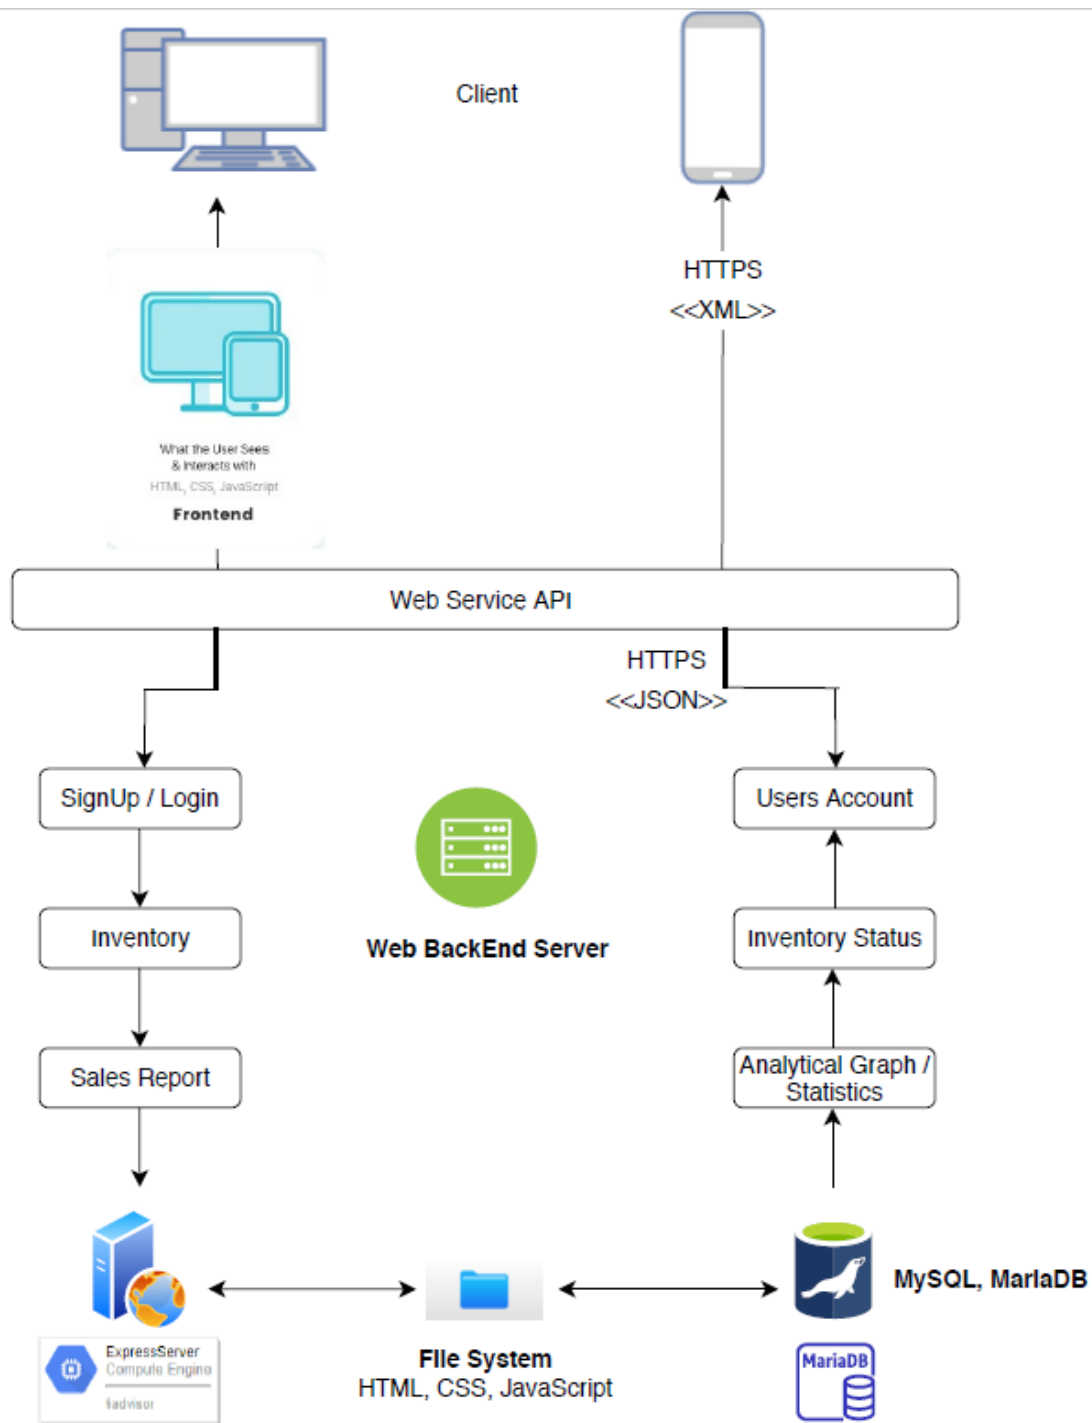 Client
HTTPS
<<XML>>
What the User Sees
& Interacts with
HTML, CSS, JavaScript
Frontend
Web Service API
HTTPS
<<JSON>>
SignUp / Login
Users Account
Inventory
Web BackEnd Server
Inventory Status
Sales Report
Analytical Graph /
Statistics
MySQL, MarIaDB
ExpressServer
Compute Engine
fiadvisor
FIle System
HTML, CSS, JavaScript
MariaDB